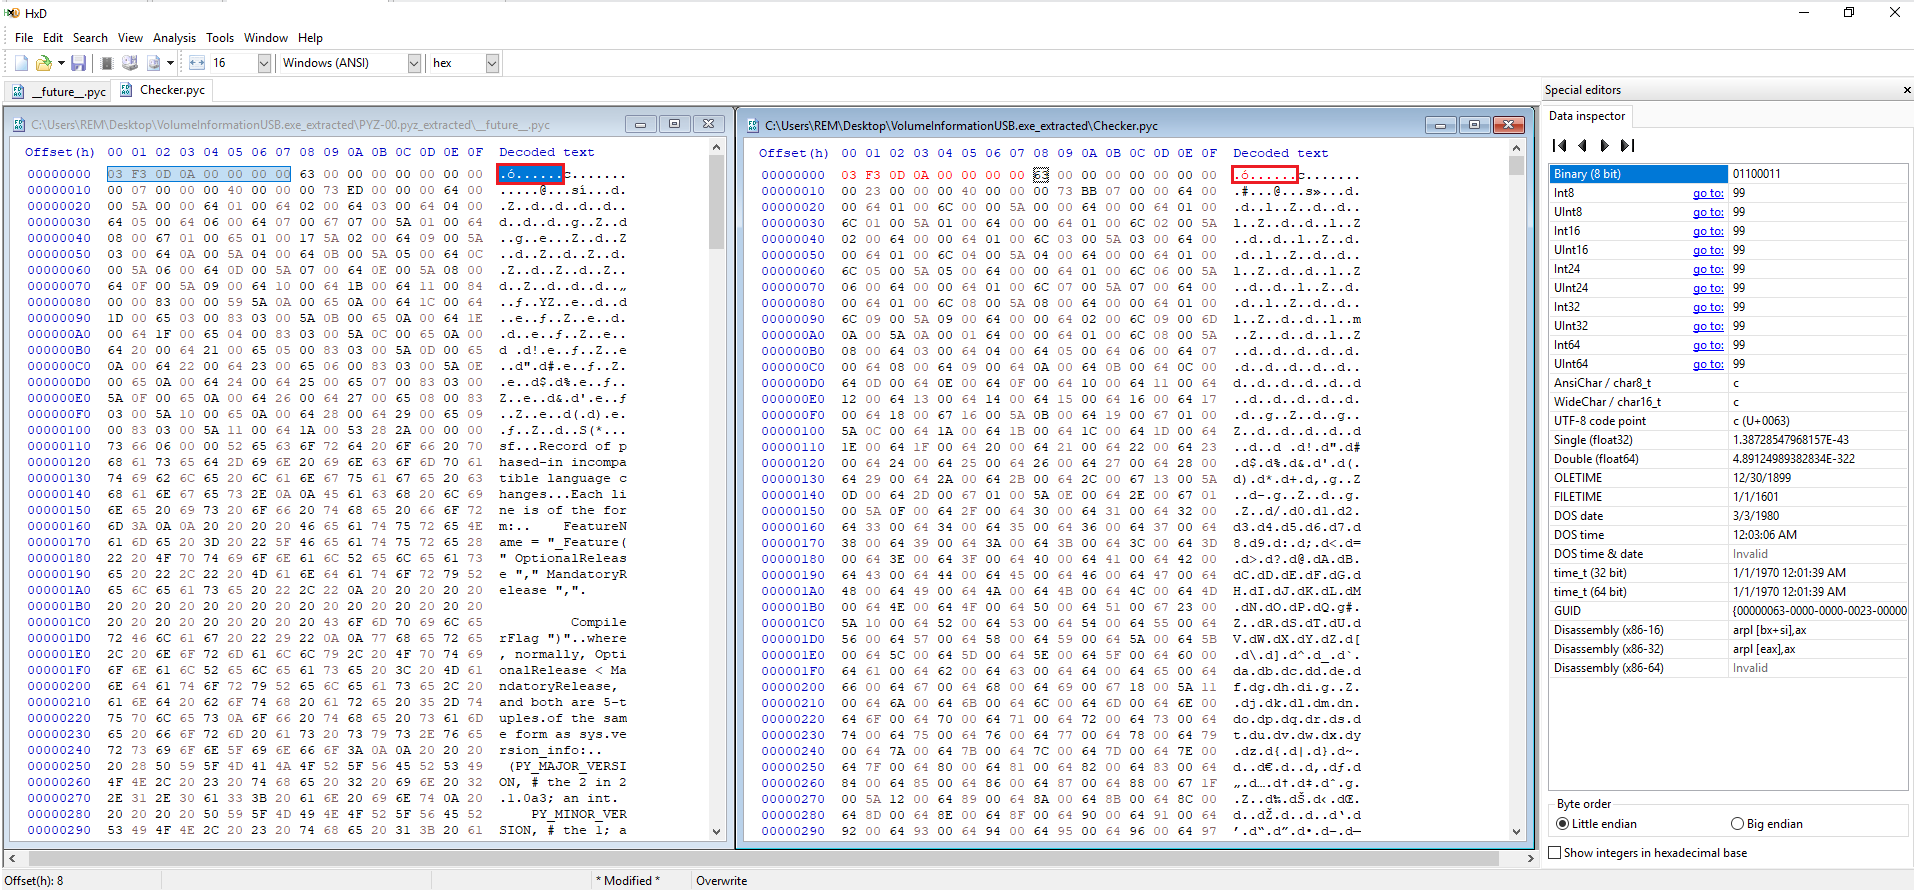 HxD
File Edit Search View Analysis Tools Window Help
16 Windows (ANSI) hex
__future__.pyc Checker.pyc
C:\Users\REM\Desktop\VolumeInformationUSB.exe_extracted\PYZ-00.pyz_extracted\__future__.pyc
Offset(h) 00 01 02 03 04 05 06 07 08 09 0A 0B 0C 0D 0E 0F Decoded text
00000000 03 F3 0D 0A 00 00 00 00 63 00 00 00 00 00 00 00 .ó......c.......
00000010 00 07 00 00 00 40 00 00 00 73 ED 00 00 00 64 00 .....@...sí...d.
00000020 00 5A 00 00 64 01 00 64 02 00 64 03 00 64 04 00 .Z..d..d..d..d..
00000030 64 05 00 64 06 00 64 07 00 67 07 00 5A 01 00 64 d..d..d..g..Z..d
00000040 08 00 67 01 00 65 01 00 17 5A 02 00 64 09 00 5A ..g..e...Z..d..Z
00000050 03 00 64 0A 00 5A 04 00 64 0B 00 5A 05 00 64 0C ..d..Z..d..Z..d.
00000060 00 5A 06 00 64 0D 00 5A 07 00 64 0E 00 5A 08 00 .Z..d..Z..d..Z..
00000070 64 0F 00 5A 09 00 64 10 00 64 1B 00 64 11 00 84 d..Z..d..d..d..„
00000080 00 00 83 00 00 59 5A 0A 00 65 0A 00 64 1C 00 64 ..ƒ..YZ..e..d..d
00000090 1D 00 65 03 00 83 03 00 5A 0B 00 65 0A 00 64 1E ..e..ƒ..Z..e..d.
000000A0 00 64 1F 00 65 04 00 83 03 00 5A 0C 00 65 0A 00 .d..e..ƒ..Z..e..
000000B0 64 20 00 64 21 00 65 05 00 83 03 00 5A 0D 00 65 d .d!.e..ƒ..Z..e
000000C0 0A 00 64 22 00 64 23 00 65 06 00 83 03 00 5A 0E ..d".d#.e..ƒ..Z.
000000D0 00 65 0A 00 64 24 00 64 25 00 65 07 00 83 03 00 .e..d$.d%.e..ƒ..
000000E0 5A 0F 00 65 0A 00 64 26 00 64 27 00 65 08 00 83 Z..e..d&.d'.e..ƒ
000000F0 03 00 5A 10 00 65 0A 00 64 28 00 64 29 00 65 09 ..Z..e..d(.d).e.
00000100 00 83 03 00 5A 11 00 64 1A 00 53 28 2A 00 00 00 .ƒ..Z..d..S(*...
00000110 73 66 06 00 00 52 65 63 6F 72 64 20 6F 66 20 70 sf...Record of p
00000120 68 61 73 65 64 2D 69 6E 20 69 6E 63 6F 6D 70 61 hased-in incompa
00000130 74 69 62 6C 65 20 6C 61 6E 67 75 61 67 65 20 63 tible language c
00000140 68 61 6E 67 65 73 2E 0A 0A 45 61 63 68 20 6C 69 hanges...Each li
00000150 6E 65 20 69 73 20 6F 66 20 74 68 65 20 66 6F 72 ne is of the for
00000160 6D 3A 0A 0A 20 20 20 20 46 65 61 74 75 72 65 4E m:..    FeatureN
00000170 61 6D 65 20 3D 20 22 5F 46 65 61 74 75 72 65 28 ame = "_Feature(
00000180 22 20 4F 70 74 69 6F 6E 61 6C 52 65 6C 65 61 73 " OptionalReleas
00000190 65 20 22 2C 22 20 4D 61 6E 64 61 74 6F 72 79 52 e "," MandatoryR
000001A0 65 6C 65 61 73 65 20 22 2C 22 0A 20 20 20 20 20 elease ",".
000001B0 20 20 20 20 20 20 20 20 20 20 20 20 20 20 20 20
000001C0 20 20 20 20 20 20 20 20 20 43 6F 6D 70 69 6C 65          Compile
000001D0 72 46 6C 61 67 20 22 29 22 0A 0A 77 68 65 72 65 rFlag ")"..where
000001E0 2C 20 6E 6F 72 6D 61 6C 6C 79 2C 20 4F 70 74 69 , normally, Opti
000001F0 6F 6E 61 6C 52 65 6C 65 61 73 65 20 3C 20 4D 61 onalRelease < Ma
00000200 6E 64 61 74 6F 72 79 52 65 6C 65 61 73 65 2C 20 ndatoryRelease,
00000210 61 6E 64 20 62 6F 74 68 20 61 72 65 20 35 2D 74 and both are 5-t
00000220 75 70 6C 65 73 0A 6F 66 20 74 68 65 20 73 61 6D uples.of the sam
00000230 65 20 66 6F 72 6D 20 61 73 20 73 79 73 2E 76 65 e form as sys.ve
00000240 72 73 69 6F 6E 5F 69 6E 66 6F 3A 0A 0A 20 20 20 rsion_info:..
00000250 20 28 50 59 5F 4D 41 4A 4F 52 5F 56 45 52 53 49  (PY_MAJOR_VERSI
00000260 4F 4E 2C 20 23 20 74 68 65 20 32 20 69 6E 20 32 ON, # the 2 in 2
00000270 2E 31 2E 30 61 33 3B 20 61 6E 20 69 6E 74 0A 20 .1.0a3; an int.
00000280 20 20 20 20 50 59 5F 4D 49 4E 4F 52 5F 56 45 52     PY_MINOR_VER
00000290 53 49 4F 4E 2C 20 23 20 74 68 65 20 31 3B 20 61 SION, # the 1; a
C:\Users\REM\Desktop\VolumeInformationUSB.exe_extracted\Checker.pyc
Offset(h) 00 01 02 03 04 05 06 07 08 09 0A 0B 0C 0D 0E 0F Decoded text
00000000 03 F3 0D 0A 00 00 00 00 63 00 00 00 00 00 00 00 .ó......c.......
00000010 00 23 00 00 00 40 00 00 00 73 BB 07 00 00 64 00 .#...@...s»...d.
00000020 00 64 01 00 6C 00 00 5A 00 00 64 00 00 64 01 00 .d..l..Z..d..d..
00000030 6C 01 00 5A 01 00 64 00 00 64 01 00 6C 02 00 5A l..Z..d..d..l..Z
00000040 02 00 64 00 00 64 01 00 6C 03 00 5A 03 00 64 00 ..d..d..l..Z..d.
00000050 00 64 01 00 6C 04 00 5A 04 00 64 00 00 64 01 00 .d..l..Z..d..d..
00000060 6C 05 00 5A 05 00 64 00 00 64 01 00 6C 06 00 5A l..Z..d..d..l..Z
00000070 06 00 64 00 00 64 01 00 6C 07 00 5A 07 00 64 00 ..d..d..l..Z..d.
00000080 00 64 01 00 6C 08 00 5A 08 00 64 00 00 64 01 00 .d..l..Z..d..d..
00000090 6C 09 00 5A 09 00 64 00 00 64 02 00 6C 09 00 6D l..Z..d..d..l..m
000000A0 0A 00 5A 0A 00 01 64 00 00 64 01 00 6C 08 00 5A ..Z...d..d..l..Z
000000B0 08 00 64 03 00 64 04 00 64 05 00 64 06 00 64 07 ..d..d..d..d..d.
000000C0 00 64 08 00 64 09 00 64 0A 00 64 0B 00 64 0C 00 .d..d..d..d..d..
000000D0 64 0D 00 64 0E 00 64 0F 00 64 10 00 64 11 00 64 d..d..d..d..d..d
000000E0 12 00 64 13 00 64 14 00 64 15 00 64 16 00 64 17 ..d..d..d..d..d.
000000F0 00 64 18 00 67 16 00 5A 0B 00 64 19 00 67 01 00 .d..g..Z..d..g..
00000100 5A 0C 00 64 1A 00 64 1B 00 64 1C 00 64 1D 00 64 Z..d..d..d..d..d
00000110 1E 00 64 1F 00 64 20 00 64 21 00 64 22 00 64 23 ..d..d .d!.d".d#
00000120 00 64 24 00 64 25 00 64 26 00 64 27 00 64 28 00 .d$.d%.d&.d'.d(.
00000130 64 29 00 64 2A 00 64 2B 00 64 2C 00 67 13 00 5A d).d*.d+.d,.g..Z
00000140 0D 00 64 2D 00 67 01 00 5A 0E 00 64 2E 00 67 01 ..d-.g..Z..d..g.
00000150 00 5A 0F 00 64 2F 00 64 30 00 64 31 00 64 32 00 .Z..d/.d0.d1.d2.
00000160 64 33 00 64 34 00 64 35 00 64 36 00 64 37 00 64 d3.d4.d5.d6.d7.d
00000170 38 00 64 39 00 64 3A 00 64 3B 00 64 3C 00 64 3D 8.d9.d:.d;.d<.d=
00000180 00 64 3E 00 64 3F 00 64 40 00 64 41 00 64 42 00 .d>.d?.d@.dA.dB.
00000190 64 43 00 64 44 00 64 45 00 64 46 00 64 47 00 64 dC.dD.dE.dF.dG.d
000001A0 48 00 64 49 00 64 4A 00 64 4B 00 64 4C 00 64 4D H.dI.dJ.dK.dL.dM
000001B0 00 64 4E 00 64 4F 00 64 50 00 64 51 00 67 23 00 .dN.dO.dP.dQ.g#.
000001C0 5A 10 00 64 52 00 64 53 00 64 54 00 64 55 00 64 Z..dR.dS.dT.dU.d
000001D0 56 00 64 57 00 64 58 00 64 59 00 64 5A 00 64 5B V.dW.dX.dY.dZ.d[
000001E0 00 64 5C 00 64 5D 00 64 5E 00 64 5F 00 64 60 00 .d\.d].d^.d_.d`.
000001F0 64 61 00 64 62 00 64 63 00 64 64 00 64 65 00 64 da.db.dc.dd.de.d
00000200 66 00 64 67 00 64 68 00 64 69 00 67 18 00 5A 11 f.dg.dh.di.g..Z.
00000210 00 64 6A 00 64 6B 00 64 6C 00 64 6D 00 64 6E 00 .dj.dk.dl.dm.dn.
00000220 64 6F 00 64 70 00 64 71 00 64 72 00 64 73 00 64 do.dp.dq.dr.ds.d
00000230 74 00 64 75 00 64 76 00 64 77 00 64 78 00 64 79 t.du.dv.dw.dx.dy
00000240 00 64 7A 00 64 7B 00 64 7C 00 64 7D 00 64 7E 00 .dz.d{.d|.d}.d~.
00000250 64 7F 00 64 80 00 64 81 00 64 82 00 64 83 00 64 d..d€.d..d‚.dƒ.d
00000260 84 00 64 85 00 64 86 00 64 87 00 64 88 00 67 1F „.d….d†.d‡.dˆ.g.
00000270 00 5A 12 00 64 89 00 64 8A 00 64 8B 00 64 8C 00 .Z..d‰.dŠ.d‹.dŒ.
00000280 64 8D 00 64 8E 00 64 8F 00 64 90 00 64 91 00 64 d..dŽ.d..d..d‘.d
00000290 92 00 64 93 00 64 94 00 64 95 00 64 96 00 64 97 ’.d“.d”.d•.d–.d—
Special editors
Data inspector
Binary (8 bit) 01100011
Int8 go to: 99
UInt8 go to: 99
Int16 go to: 99
UInt16 go to: 99
Int24 go to: 99
UInt24 go to: 99
Int32 go to: 99
UInt32 go to: 99
Int64 go to: 99
UInt64 go to: 99
AnsiChar / char8_t c
WideChar / char16_t c
UTF-8 code point c (U+0063)
Single (float32) 1.38728547968157E-43
Double (float64) 4.89124989382834E-322
OLETIME 12/30/1899
FILETIME 1/1/1601
DOS date 3/3/1980
DOS time 12:03:06 AM
DOS time & date Invalid
time_t (32 bit) 1/1/1970 12:01:39 AM
time_t (64 bit) 1/1/1970 12:01:39 AM
GUID {00000063-0000-0000-0023-00000
Disassembly (x86-16) arpl [bx+si],ax
Disassembly (x86-32) arpl [eax],ax
Disassembly (x86-64) Invalid
Byte order
Little endian Big endian
Show integers in hexadecimal base
Offset(h): 8 * Modified * Overwrite